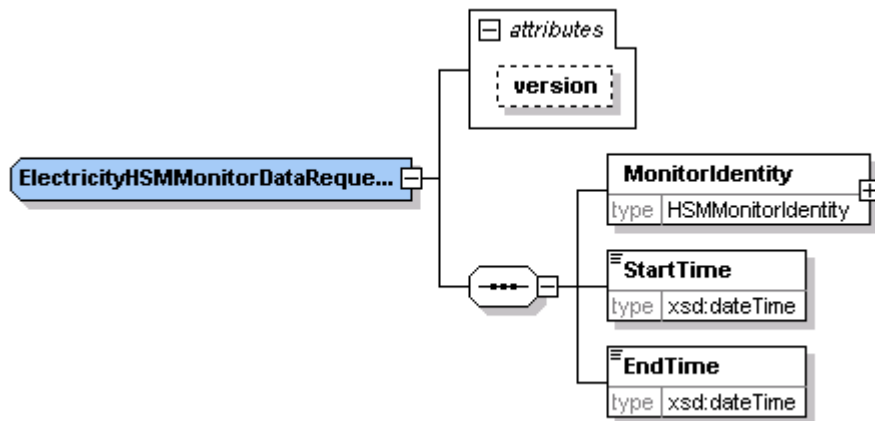 attributes
version
ElectricityHSMMonitorDataReque...
MonitorIdentity
type HSMMonitorIdentity
StartTime
type xsd:dateTime
EndTime
type xsd:dateTime